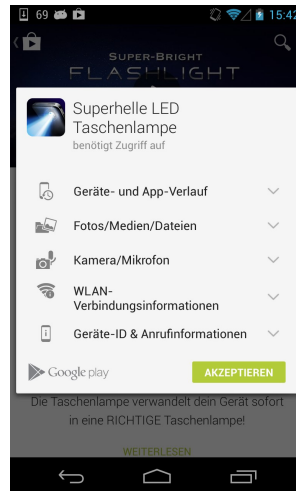 69
15:42
SUPER-BRIGHT
FLASHLIGHT
Superhelle LED
Taschenlampe
benötigt Zugriff auf
Geräte- und App-Verlauf
Fotos/Medien/Dateien
Kamera/Mikrofon
WLAN-
Verbindungsinformationen
Geräte-ID & Anrufinformationen
Google play
AKZEPTIEREN
Die Taschenlampe verwandelt dein Gerät sofort
in eine RICHTIGE Taschenlampe!
WEITERLESEN